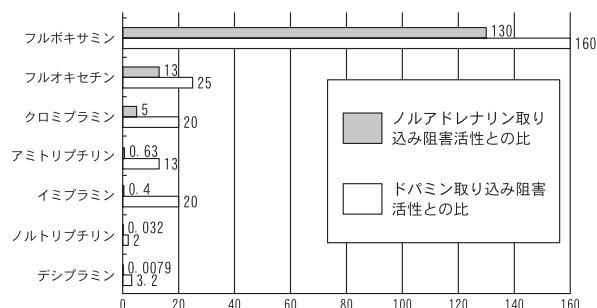 フルボキサミン
130
160
フルオキセチン
13
25
クロミプラミン
5
20
アミトリプチリン
0.63
13
イミプラミン
0.4
20
ノルトリプチリン
0.032
2
デシプラミン
0.0079
3.2
ノルアドレナリン取り
込み阻害活性との比
ドパミン取り込み阻害
活性との比
0 20 40 60 80 100 120 140 160